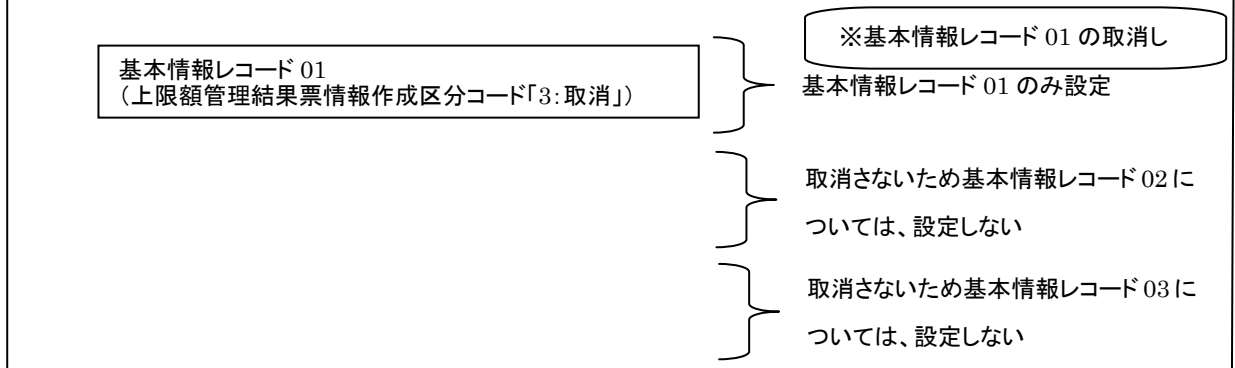 ※基本情報レコード 01 の取消し
基本情報レコード 01
（上限額管理結果票情報作成区分コード「3：取消」）
基本情報レコード 01 のみ設定
取消さないため基本情報レコード 02 に
ついては、設定しない
取消さないため基本情報レコード 03 に
ついては、設定しない